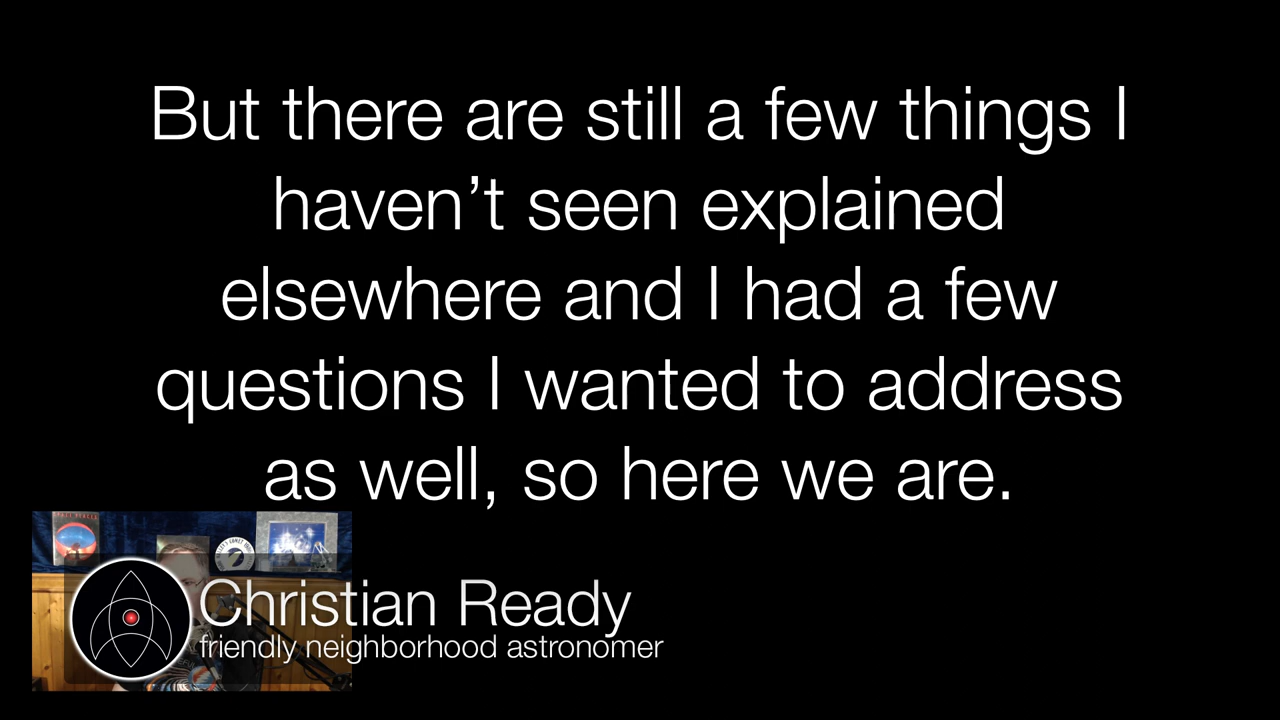 But there are still a few things I
haven’t seen explained
elsewhere and I had a few
questions I wanted to address
as well, so here we are.
Christian Ready
friendly neighborhood astronomer